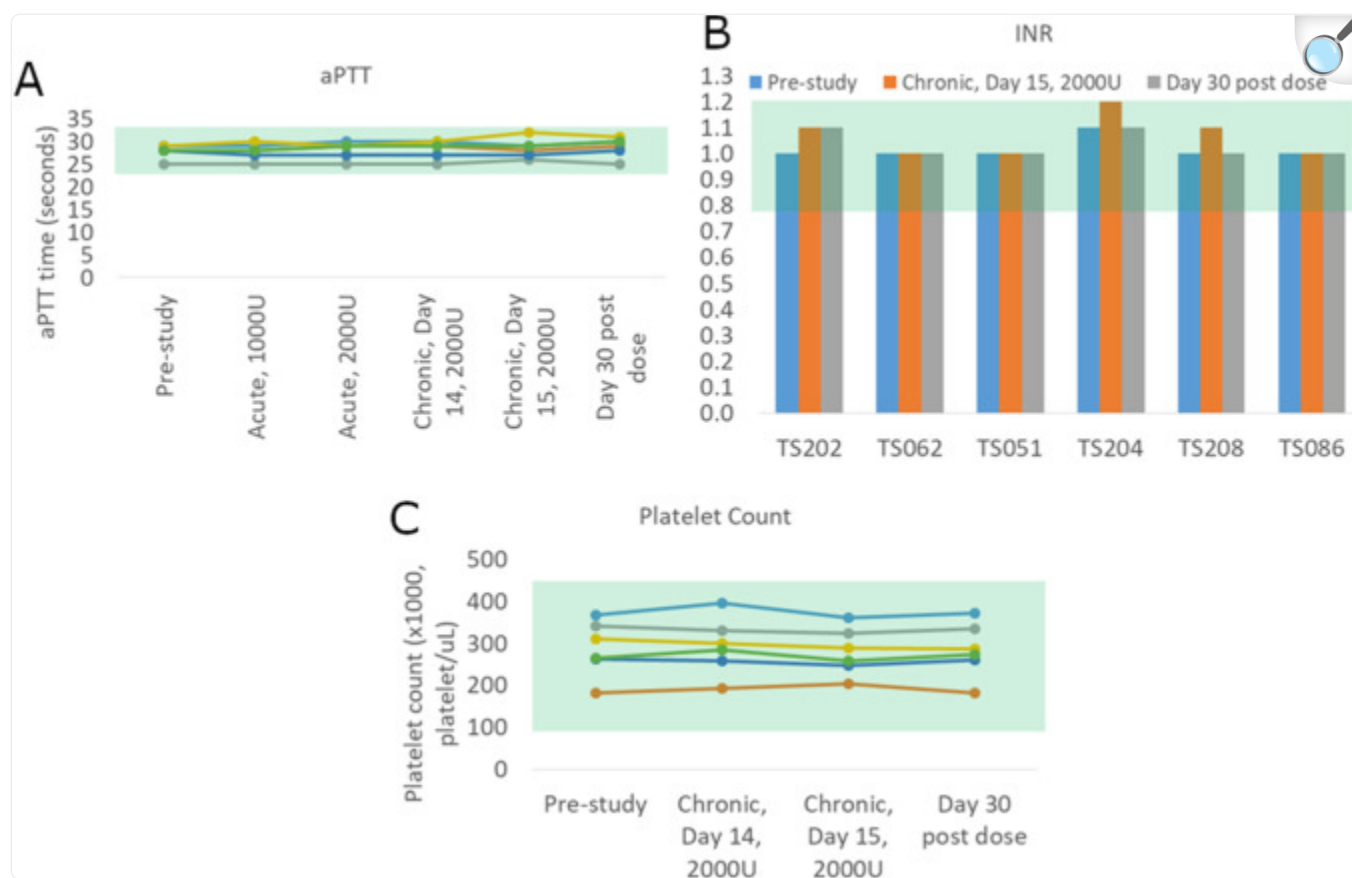 A
aPTT
aPTT time (seconds)
35
30
25
20
15
10
5
0
Pre-study
Acute, 1000U
Acute, 2000U
Chronic, Day
14, 2000U
Chronic, Day
15, 2000U
Day 30 post
dose
B
INR
Pre-study
Chronic, Day 15, 2000U
Day 30 post dose
1.3
1.2
1.1
1.0
0.9
0.8
0.7
0.6
0.5
0.4
0.3
0.2
0.1
0.0
TS202
TS062
TS051
TS204
TS208
TS086
C
Platelet Count
Platelet count (x1000,
platelet/uL)
500
400
300
200
100
0
Pre-study
Chronic,
Day 14,
2000U
Chronic,
Day 15,
2000U
Day 30
post dose